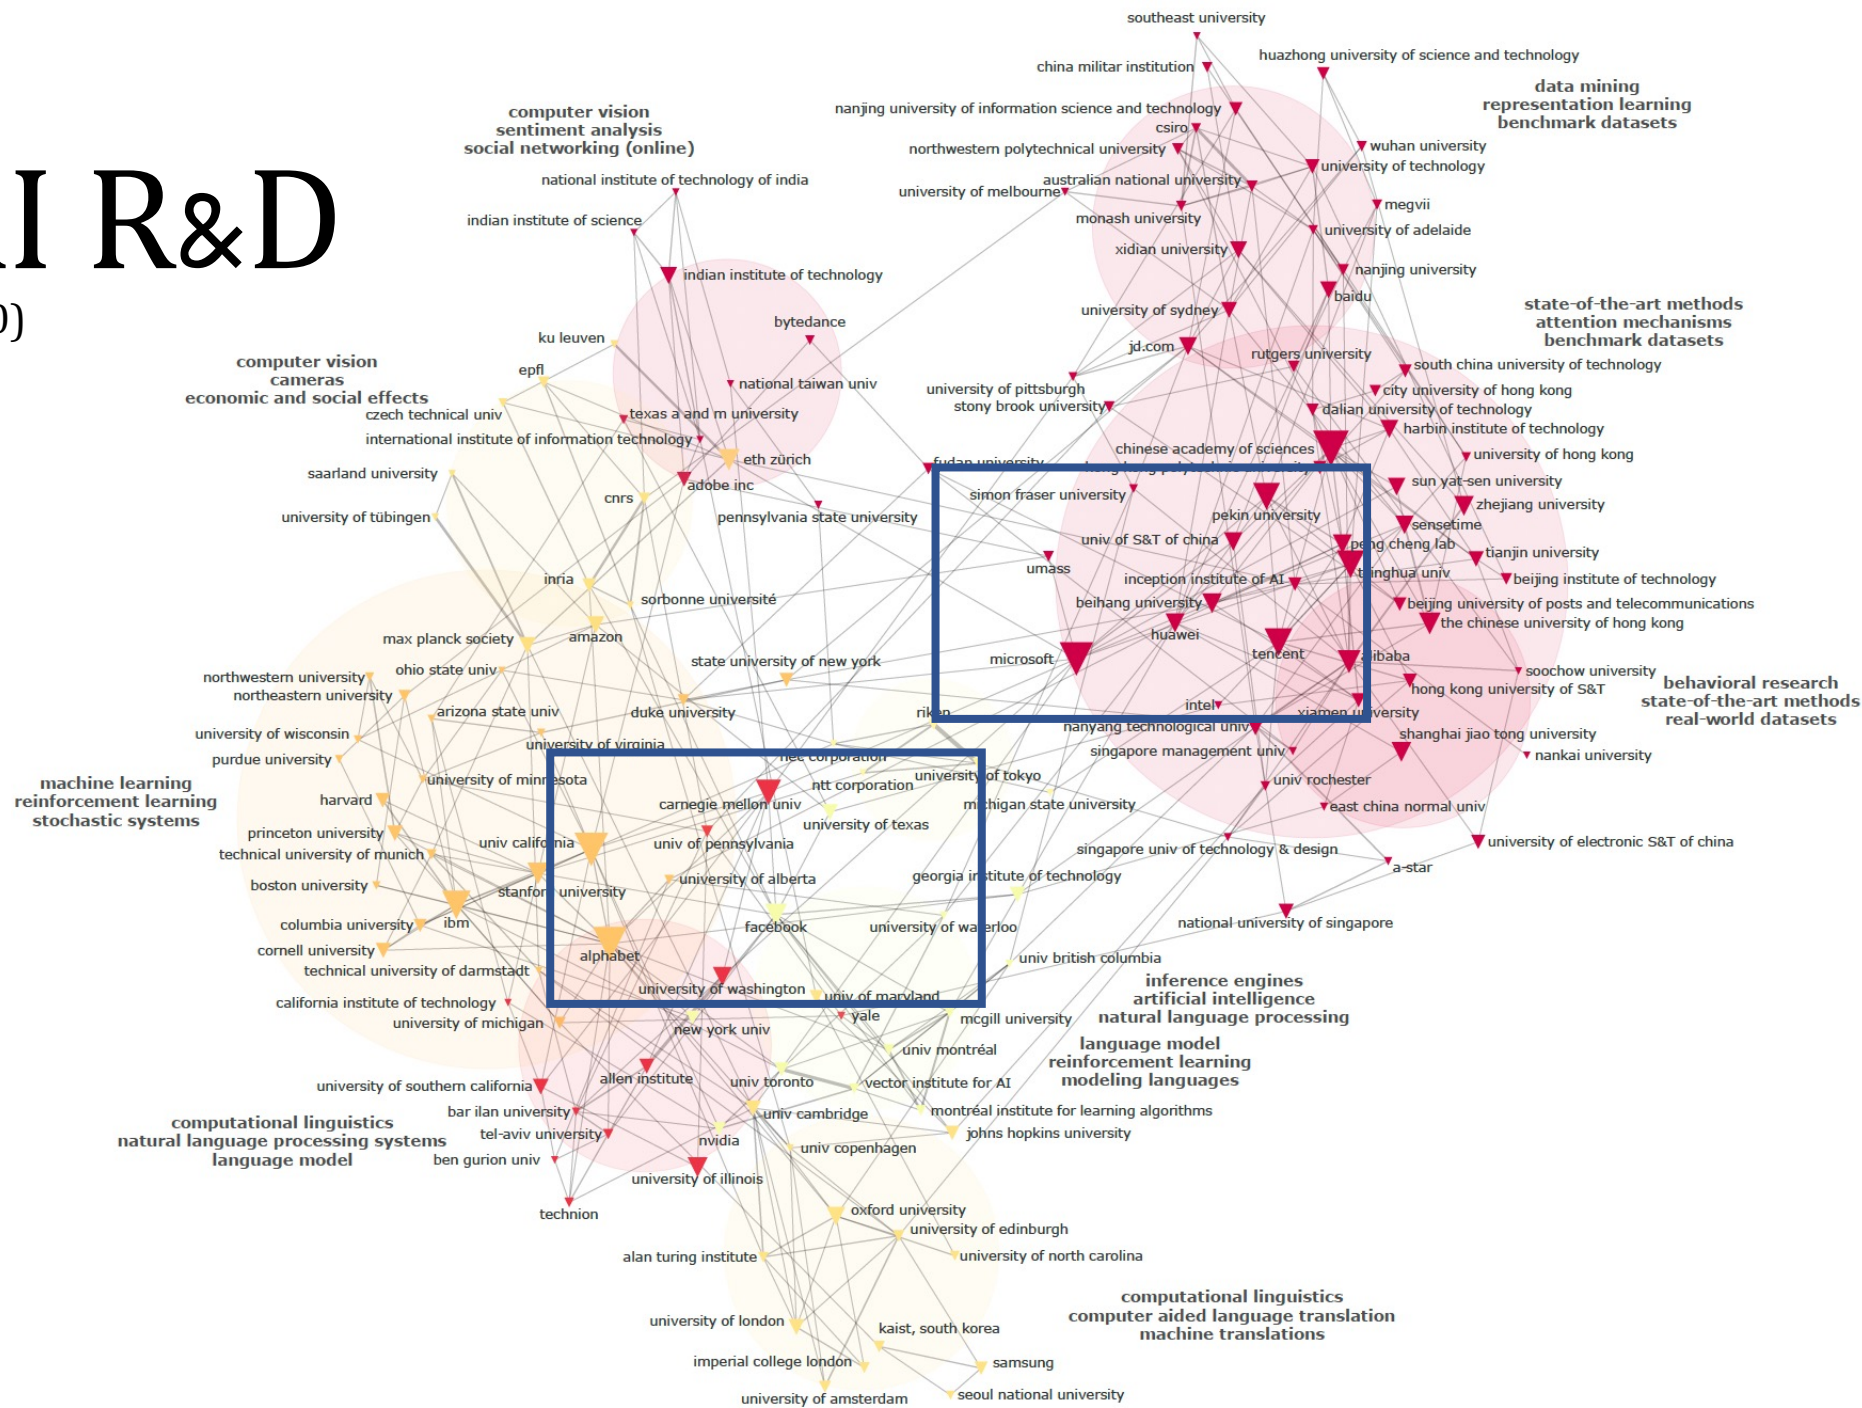 I R&D
)
southeast university
huazhong university of science and technology
china militar institution
data mining
representation learning
benchmark datasets
nanjing university of information science and technology
computer vision
sentiment analysis
social networking (online)
csiro
northwestern polytechnical university
wuhan university
university of technology
national institute of technology of india
australian national university
university of melbourne
megvii
indian institute of science
monash university
university of adelaide
xidian university
indian institute of technology
nanjing university
baidu
state-of-the-art methods
attention mechanisms
benchmark datasets
university of sydney
bytedance
ku leuven
jd.com
rutgers university
computer vision
cameras
economic and social effects
epfl
south china university of technology
national taiwan univ
university of pittsburgh
city university of hong kong
stony brook university
dalian university of technology
czech technical univ
texas a and m university
harbin institute of technology
international institute of information technology
chinese academy of sciences
university of hong kong
eth zürich
fudan university
hong kong polytechnic university
saarland university
adobe inc
sun yat-sen university
simon fraser university
cnrs
zhejiang university
university of tübingen
pennsylvania state university
pekin university
sensetime
univ of S&T of china
peng cheng lab
tianjin university
umass
tsinghua univ
inria
inception institute of AI
beijing institute of technology
sorbonne université
beihang university
beijing university of posts and telecommunications
the chinese university of hong kong
max planck society
amazon
huawei
microsoft
tencent
alibaba
state university of new york
ohio state univ
soochow university
northwestern university
hong kong university of S&T
behavioral research
state-of-the-art methods
real-world datasets
northeastern university
intel
arizona state univ
duke university
riken
xiamen university
nanyang technological univ
university of wisconsin
shanghai jiao tong university
university of virginia
singapore management univ
nankai university
purdue university
nec corporation
university of tokyo
machine learning
reinforcement learning
stochastic systems
university of minnesota
ntt corporation
univ rochester
harvard
carnegie mellon univ
michigan state university
east china normal univ
university of texas
princeton university
univ california
univ of pennsylvania
university of electronic S&T of china
technical university of munich
singapore univ of technology & design
a-star
boston university
stanford university
university of alberta
georgia institute of technology
columbia university
ibm
facebook
university of waterloo
national university of singapore
cornell university
alphabet
univ british columbia
technical university of darmstadt
inference engines
artificial intelligence
natural language processing
university of washington
univ of maryland
california institute of technology
yale
mcgill university
university of michigan
new york univ
univ montréal
language model
reinforcement learning
modeling languages
allen institute
univ toronto
vector institute for AI
university of southern california
bar ilan university
univ cambridge
montréal institute for learning algorithms
computational linguistics
natural language processing systems
language model
tel-aviv university
nvidia
johns hopkins university
univ copenhagen
ben gurion univ
university of illinois
technion
oxford university
university of edinburgh
alan turing institute
university of north carolina
computational linguistics
computer aided language translation
machine translations
university of london
kaist, south korea
imperial college london
samsung
university of amsterdam
seoul national university